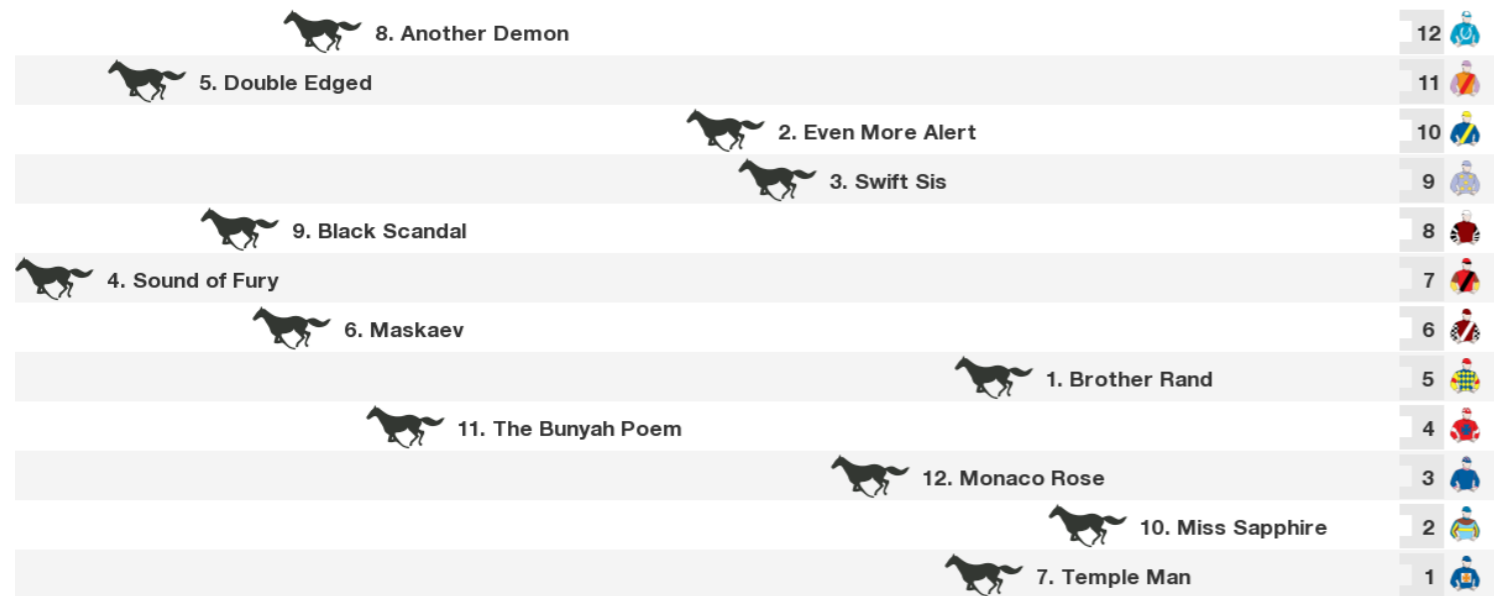 8. Another Demon 12
5. Double Edged 11
2. Even More Alert 10
3. Swift Sis 9
9. Black Scandal 8
4. Sound of Fury 7
6. Maskaev 6
1. Brother Rand 5
11. The Bunyah Poem 4
12. Monaco Rose 3
10. Miss Sapphire 2
7. Temple Man 1